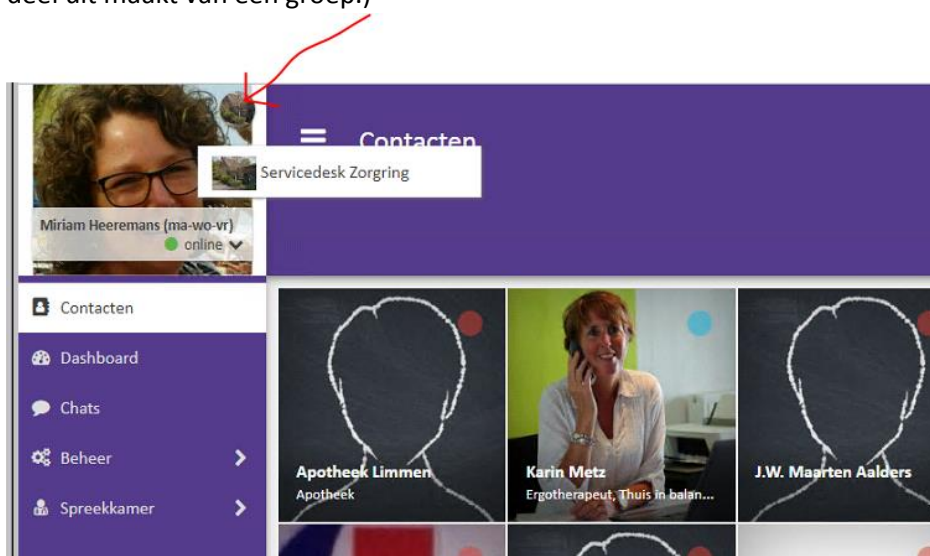 deel uit maakt van een groep.)
Contacten
Servicedesk Zorgring
Miriam Heeremans (ma-wo-vr)
online
Contacten
Dashboard
Chats
Beheer
Spreekkamer
Apotheek Limmen
Apotheek
Karin Metz
Ergotherapeut, Thuis in balan...
J.W. Maarten Aalders